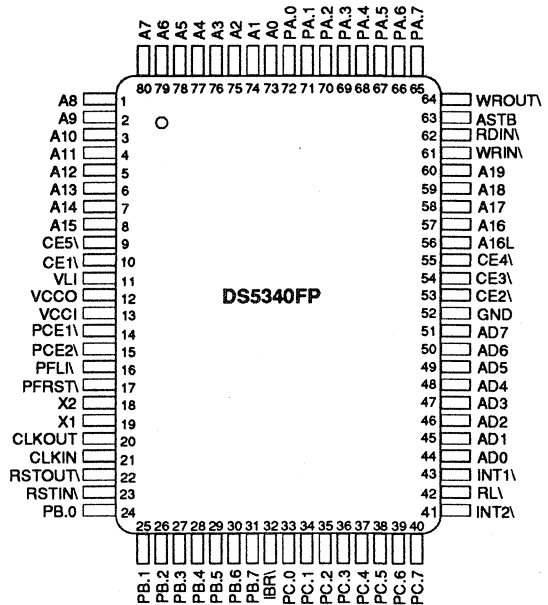 A7 A6 A5 A4 A3 A2 A1 A0 PA.0 PA.1 PA.2 PA.3 PA.4 PA.5 PA.6 PA.7
80 79 78 77 76 75 74 73 72 71 70 69 68 67 66 65
A8 1 64 WROUT\
A9 2 63 ASTB
A10 3 62 RDIN\
A11 4 61 WRIN\
A12 5 60 A19
A13 6 59 A18
A14 7 58 A17
A15 8 57 A16
CE5\ 9 56 A16L
CE1\ 10 55 CE4\
VLI 11 54 CE3\
VCCO 12 53 CE2\
VCCI 13 52 GND
PCE1\ 14 51 AD7
PCE2\ 15 50 AD6
PFLI\ 16 49 AD5
PFRST\ 17 48 AD4
X2 18 47 AD3
X1 19 46 AD2
CLKOUT 20 45 AD1
CLKIN 21 44 AD0
RSTOUT\ 22 43 INT1\
RSTIN\ 23 42 RL\
PB.0 24 41 INT2\
DS5340FP
25 26 27 28 29 30 31 32 33 34 35 36 37 38 39 40
PB.1 PB.2 PB.3 PB.4 PB.5 PB.6 PB.7 IBR\ PC.0 PC.1 PC.2 PC.3 PC.4 PC.5 PC.6 PC.7